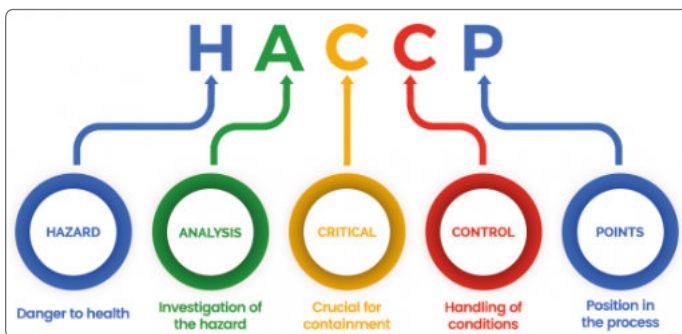 HACCP
HAZARD
ANALYSIS
CRITICAL
CONTROL
POINTS
Danger to health
Investigation of
the hazard
Crucial for
containment
Handling of
conditions
Position in
the process